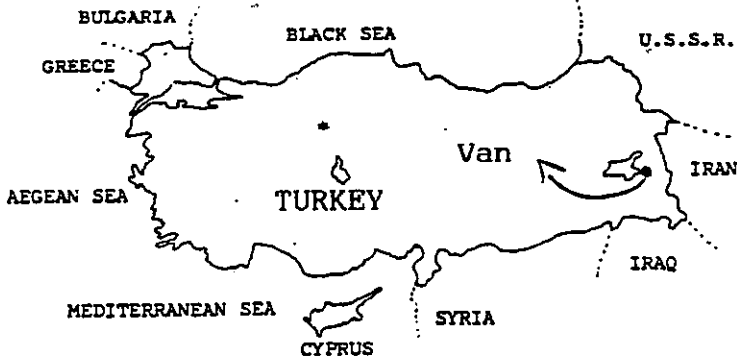 BULGARIA
BLACK SEA
U.S.S.R.
GREECE
Van
IRAN
AEGEAN SEA
TURKEY
IRAQ
MEDITERRANEAN SEA
SYRIA
CYPRUS